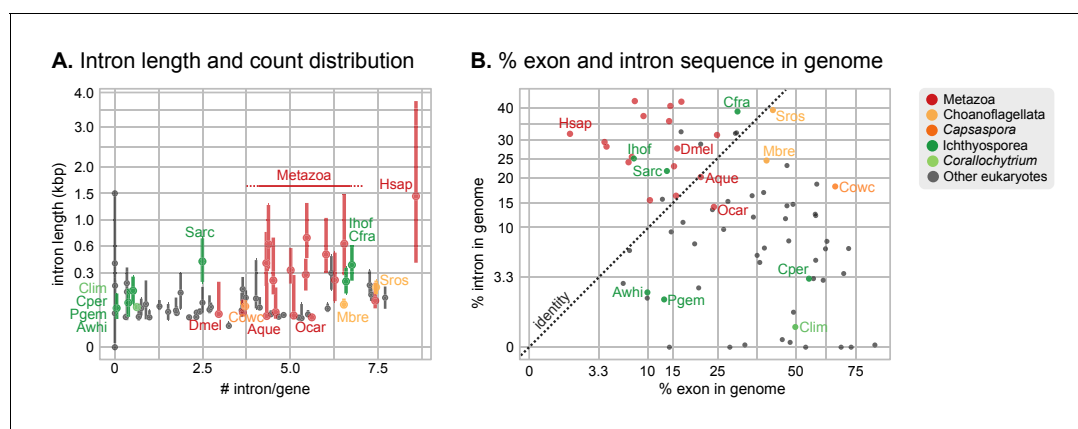 A. Intron length and count distribution
4.0
3.0
2.0
1.5
1.0
0.6
0.3
0
intron length (kbp)
Metazoa
Hsap
Sarc
Ihof
Cfra
Clim
Cper
Pgem
Awhi
Dmel
Cowc
Aque
Ocar
Mbre
Sros
0
2.5
5.0
7.5
# intron/gene
B. % exon and intron sequence in genome
40
30
25
20
15
10
3.3
0
% intron in genome
Cfra
Sros
Hsap
Ihof
Dmel
Mbre
Sarc
Aque
Cowc
Ocar
Cper
Awhi
Pgem
Clim
identity
0
3.3
10
15
25
50
75
% exon in genome
Metazoa
Choanoflagellata
Capsaspora
Ichthyosporea
Corallochytrium
Other eukaryotes